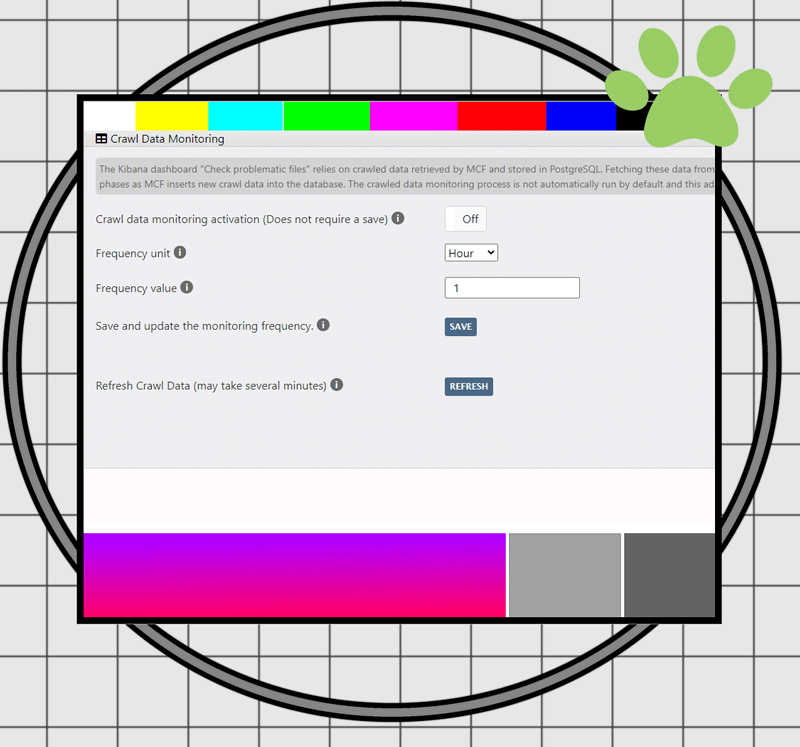 Crawl Data Monitoring
The Kibana dashboard "Check problematic files" relies on crawled data retrieved by MCF and stored in PostgreSQL. Fetching these data from
phases as MCF inserts new crawl data into the database. The crawled data monitoring process is not automatically run by default and this ad
Crawl data monitoring activation (Does not require a save) i Off
Frequency unit i Hour
Frequency value i 1
Save and update the monitoring frequency. i SAVE
Refresh Crawl Data (may take several minutes) i REFRESH